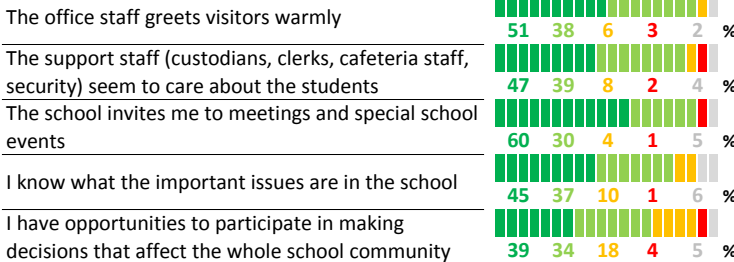 The office staff greets visitors warmly
51 38 6 3 2 %
The support staff (custodians, clerks, cafeteria staff,
security) seem to care about the students
47 39 8 2 4 %
The school invites me to meetings and special school
events
60 30 4 1 5 %
I know what the important issues are in the school
45 37 10 1 6 %
I have opportunities to participate in making
decisions that affect the whole school community
39 34 18 4 5 %